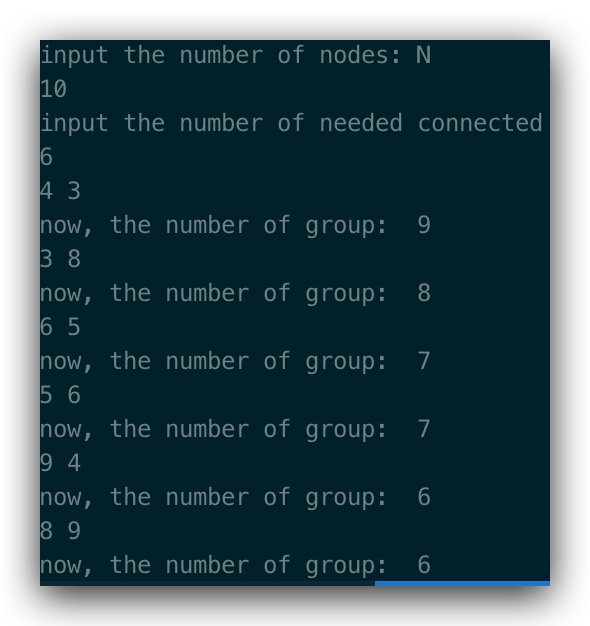 input the number of nodes: N
10
input the number of needed connected
6
4 3
now, the number of group:  9
3 8
now, the number of group:  8
6 5
now, the number of group:  7
5 6
now, the number of group:  7
9 4
now, the number of group:  6
8 9
now, the number of group:  6